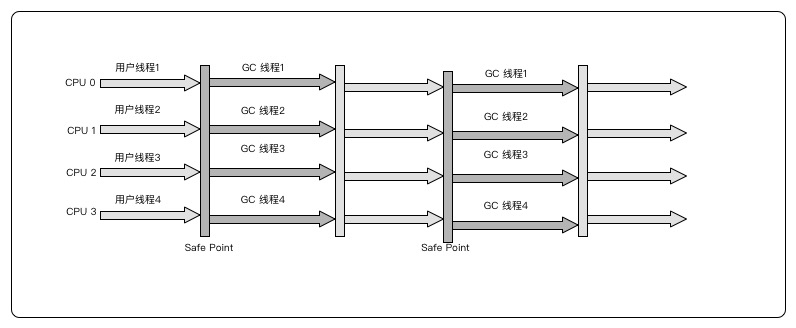 用户线程1
GC 线程1
GC 线程1
CPU 0
用户线程2
GC 线程2
GC 线程2
CPU 1
用户线程3
GC 线程3
GC 线程3
CPU 2
用户线程4
GC 线程4
GC 线程4
CPU 3
Safe Point
Safe Point